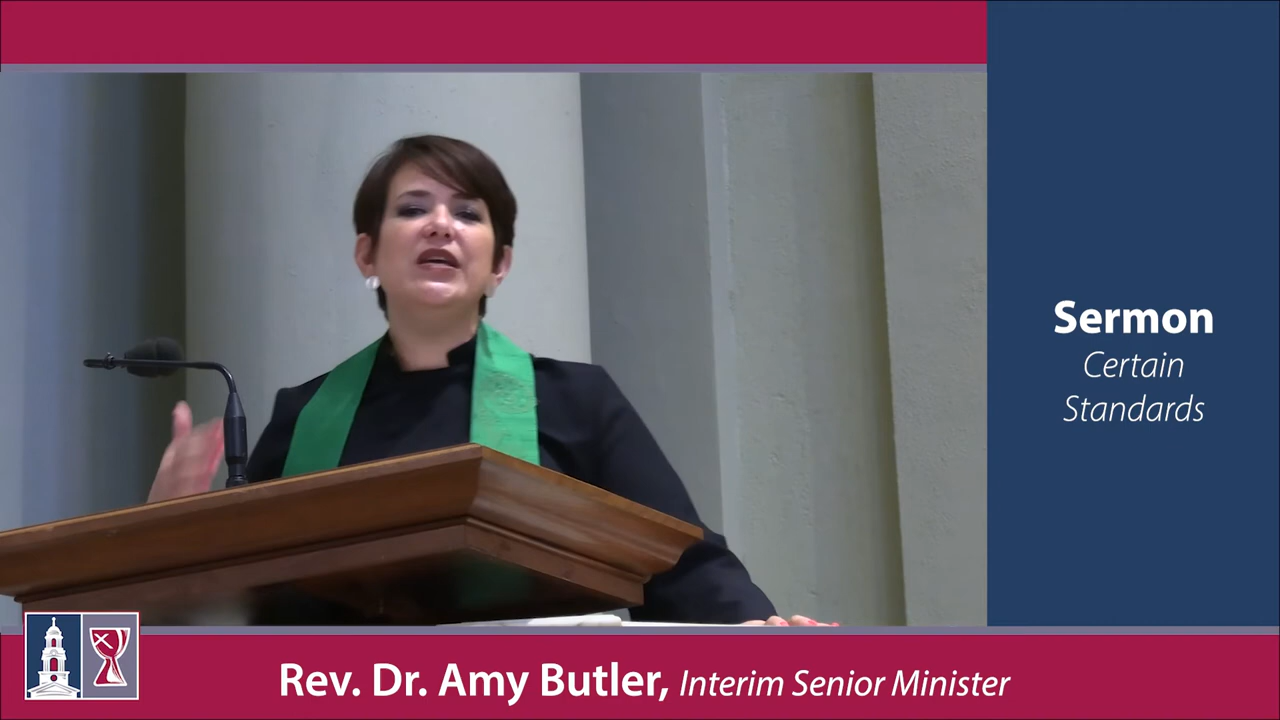 Sermon
Certain
Standards
Rev. Dr. Amy Butler, Interim Senior Minister